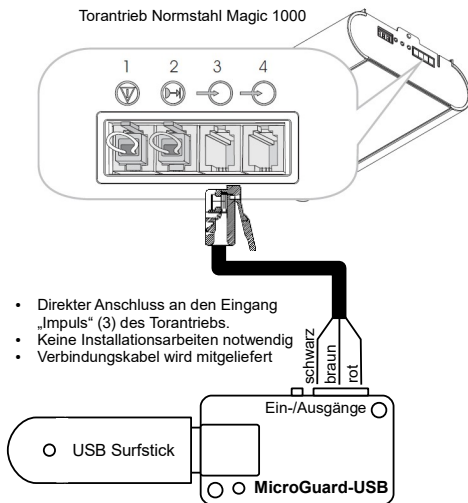 Torantrieb Normstahl Magic 1000
1 2 3 4
• Direkter Anschluss an den Eingang
„Impuls“ (3) des Torantriebs.
• Keine Installationsarbeiten notwendig
• Verbindungskabel wird mitgeliefert
schwarz
braun
rot
Ein-/Ausgänge
USB Surfstick
MicroGuard-USB